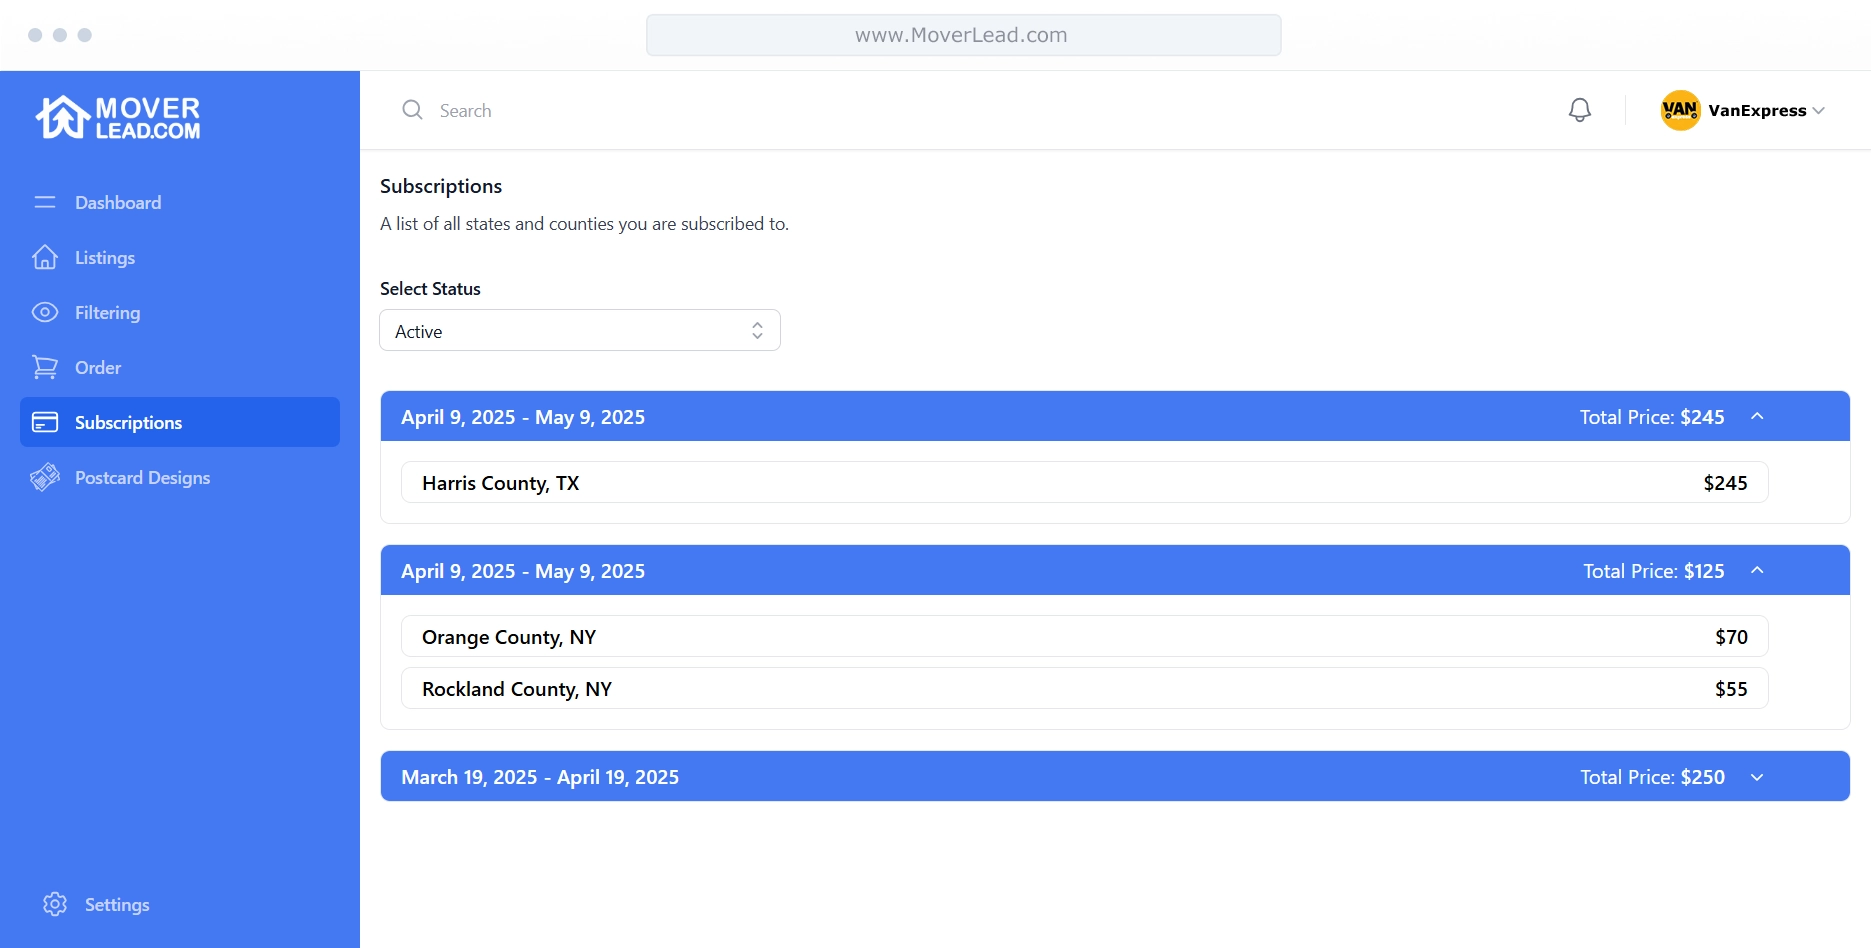 www.MoverLead.com
MOVER
LEAD.COM
Search
VAN
VanExpress
Dashboard
Listings
Filtering
Order
Subscriptions
Postcard Designs
Settings
Subscriptions
A list of all states and counties you are subscribed to.
Select Status
Active
April 9, 2025 - May 9, 2025 Total Price: $245
Harris County, TX $245
April 9, 2025 - May 9, 2025 Total Price: $125
Orange County, NY $70
Rockland County, NY $55
March 19, 2025 - April 19, 2025 Total Price: $250